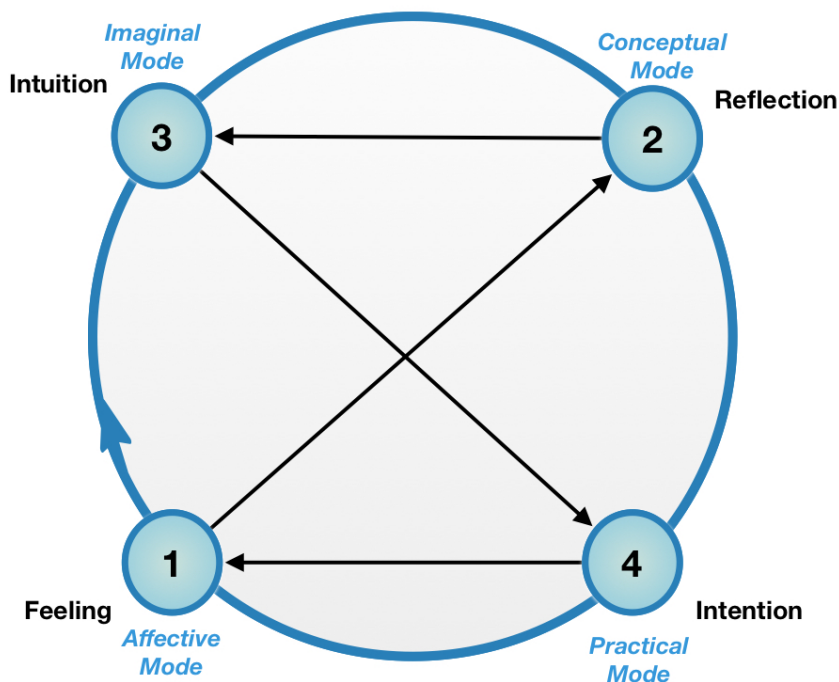 Imaginal
Mode
Intuition
3
Conceptual
Mode
Reflection
2
1
Feeling
Affective
Mode
4
Intention
Practical
Mode